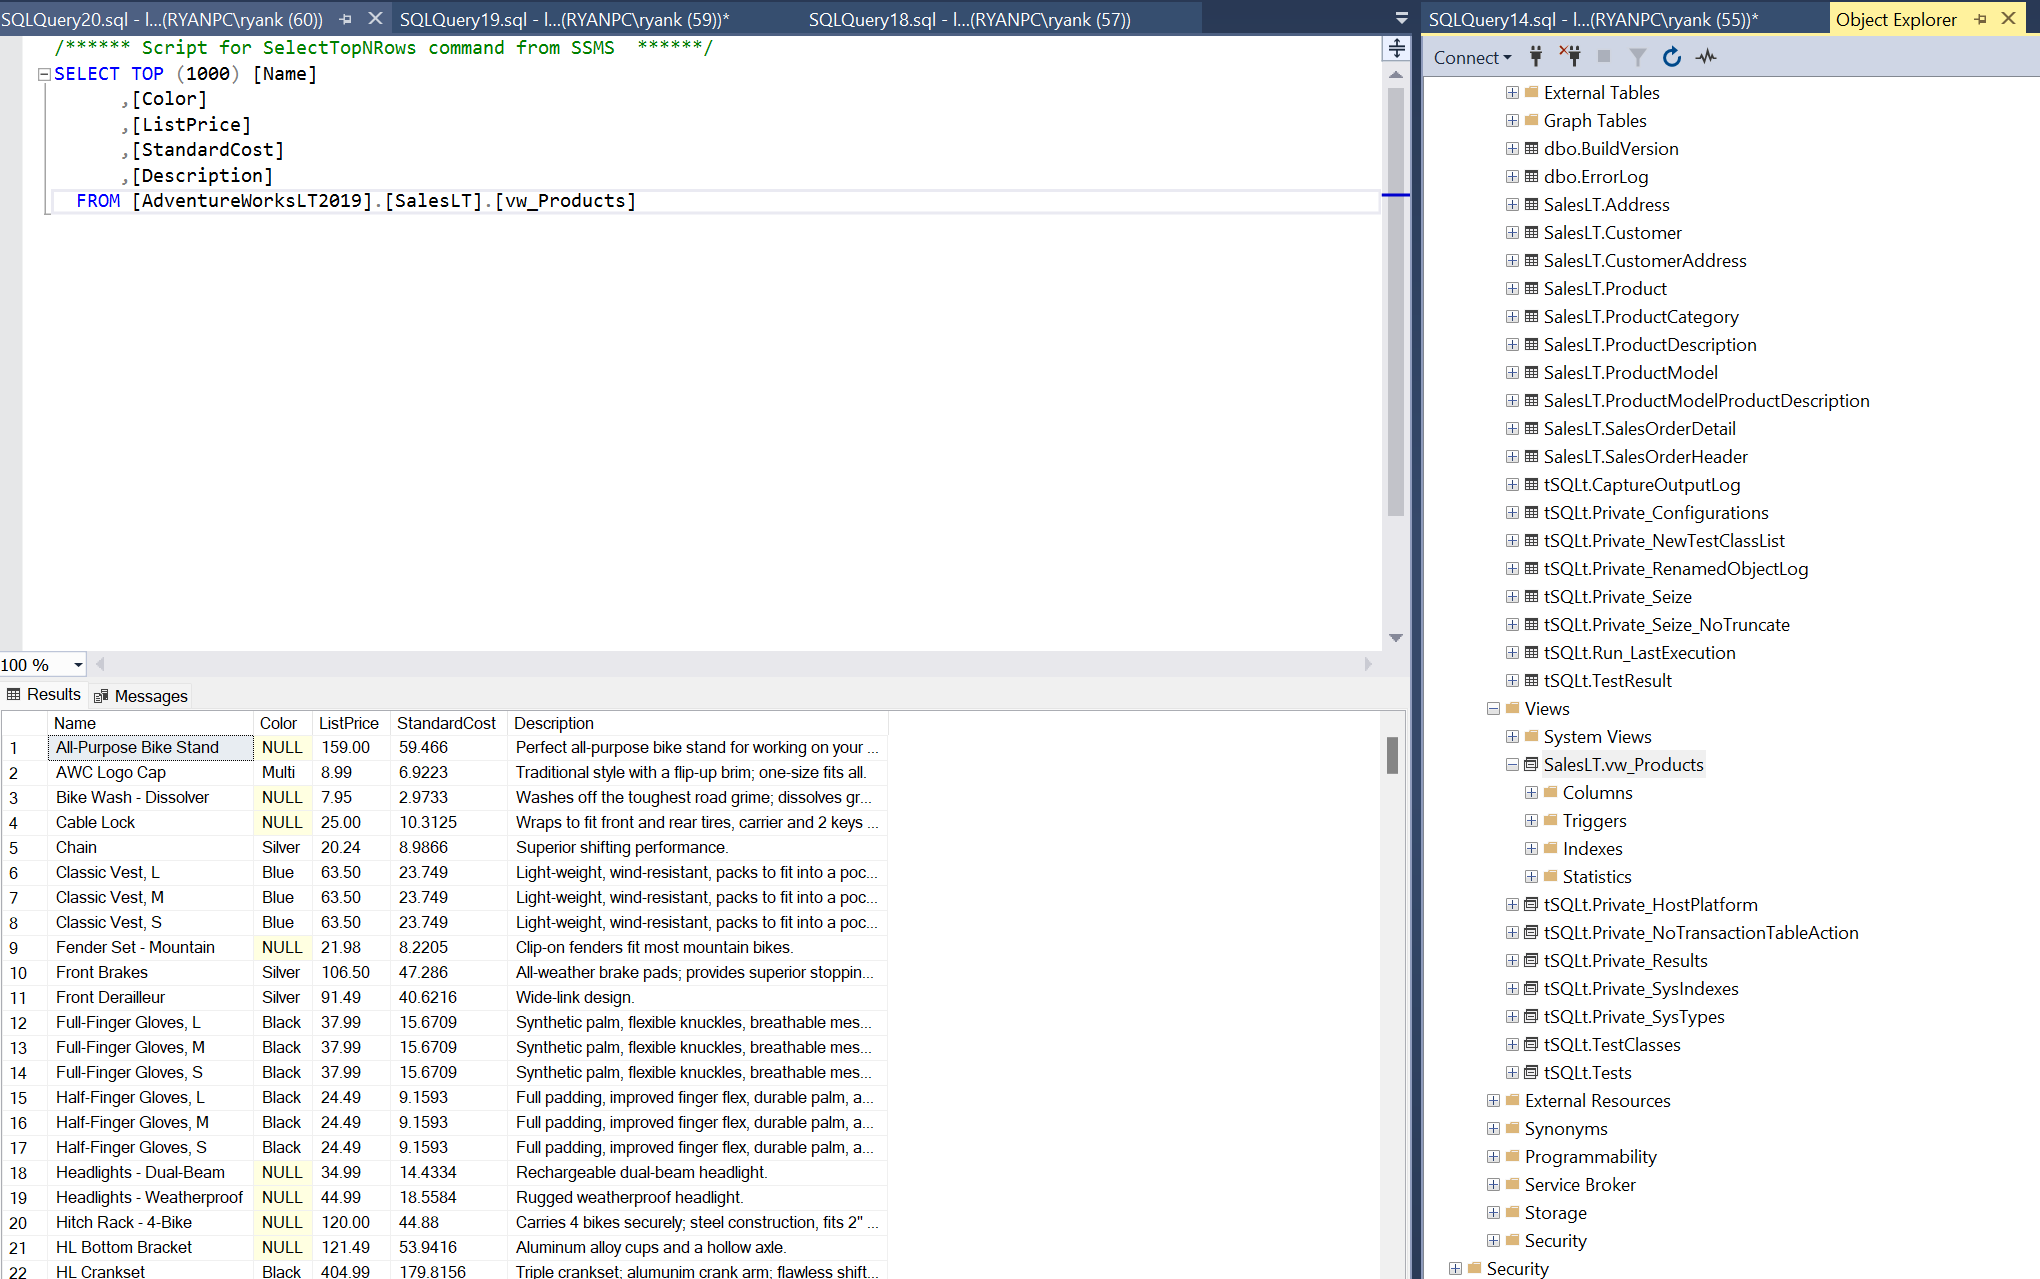 SQLQuery20.sql - l...(RYANPC\ryank (60))
SQLQuery19.sql - l...(RYANPC\ryank (59))*
SQLQuery18.sql - l...(RYANPC\ryank (57))
/****** Script for SelectTopNRows command from SSMS  ******/
SELECT TOP (1000) [Name]
,[Color]
,[ListPrice]
,[StandardCost]
,[Description]
FROM [AdventureWorksLT2019].[SalesLT].[vw_Products]
100 %
Results Messages
Name Color ListPrice StandardCost Description
1 All-Purpose Bike Stand NULL 159.00 59.466 Perfect all-purpose bike stand for working on your ...
2 AWC Logo Cap Multi 8.99 6.9223 Traditional style with a flip-up brim; one-size fits all.
3 Bike Wash - Dissolver NULL 7.95 2.9733 Washes off the toughest road grime; dissolves gr...
4 Cable Lock NULL 25.00 10.3125 Wraps to fit front and rear tires, carrier and 2 keys ...
5 Chain Silver 20.24 8.9866 Superior shifting performance.
6 Classic Vest, L Blue 63.50 23.749 Light-weight, wind-resistant, packs to fit into a poc...
7 Classic Vest, M Blue 63.50 23.749 Light-weight, wind-resistant, packs to fit into a poc...
8 Classic Vest, S Blue 63.50 23.749 Light-weight, wind-resistant, packs to fit into a poc...
9 Fender Set - Mountain NULL 21.98 8.2205 Clip-on fenders fit most mountain bikes.
10 Front Brakes Silver 106.50 47.286 All-weather brake pads; provides superior stoppin...
11 Front Derailleur Silver 91.49 40.6216 Wide-link design.
12 Full-Finger Gloves, L Black 37.99 15.6709 Synthetic palm, flexible knuckles, breathable mes...
13 Full-Finger Gloves, M Black 37.99 15.6709 Synthetic palm, flexible knuckles, breathable mes...
14 Full-Finger Gloves, S Black 37.99 15.6709 Synthetic palm, flexible knuckles, breathable mes...
15 Half-Finger Gloves, L Black 24.49 9.1593 Full padding, improved finger flex, durable palm, a...
16 Half-Finger Gloves, M Black 24.49 9.1593 Full padding, improved finger flex, durable palm, a...
17 Half-Finger Gloves, S Black 24.49 9.1593 Full padding, improved finger flex, durable palm, a...
18 Headlights - Dual-Beam NULL 34.99 14.4334 Rechargeable dual-beam headlight.
19 Headlights - Weatherproof NULL 44.99 18.5584 Rugged weatherproof headlight.
20 Hitch Rack - 4-Bike NULL 120.00 44.88 Carries 4 bikes securely; steel construction, fits 2" ...
21 HL Bottom Bracket NULL 121.49 53.9416 Aluminum alloy cups and a hollow axle.
22 HL Crankset Black 404.99 179.8156 Triple crankset; alumunim crank arm; flawless shift...
SQLQuery14.sql - l...(RYANPC\ryank (55))*
Object Explorer
Connect
External Tables
Graph Tables
dbo.BuildVersion
dbo.ErrorLog
SalesLT.Address
SalesLT.Customer
SalesLT.CustomerAddress
SalesLT.Product
SalesLT.ProductCategory
SalesLT.ProductDescription
SalesLT.ProductModel
SalesLT.ProductModelProductDescription
SalesLT.SalesOrderDetail
SalesLT.SalesOrderHeader
tSQLt.CaptureOutputLog
tSQLt.Private_Configurations
tSQLt.Private_NewTestClassList
tSQLt.Private_RenamedObjectLog
tSQLt.Private_Seize
tSQLt.Private_Seize_NoTruncate
tSQLt.Run_LastExecution
tSQLt.TestResult
Views
System Views
SalesLT.vw_Products
Columns
Triggers
Indexes
Statistics
tSQLt.Private_HostPlatform
tSQLt.Private_NoTransactionTableAction
tSQLt.Private_Results
tSQLt.Private_SysIndexes
tSQLt.Private_SysTypes
tSQLt.TestClasses
tSQLt.Tests
External Resources
Synonyms
Programmability
Service Broker
Storage
Security
Security